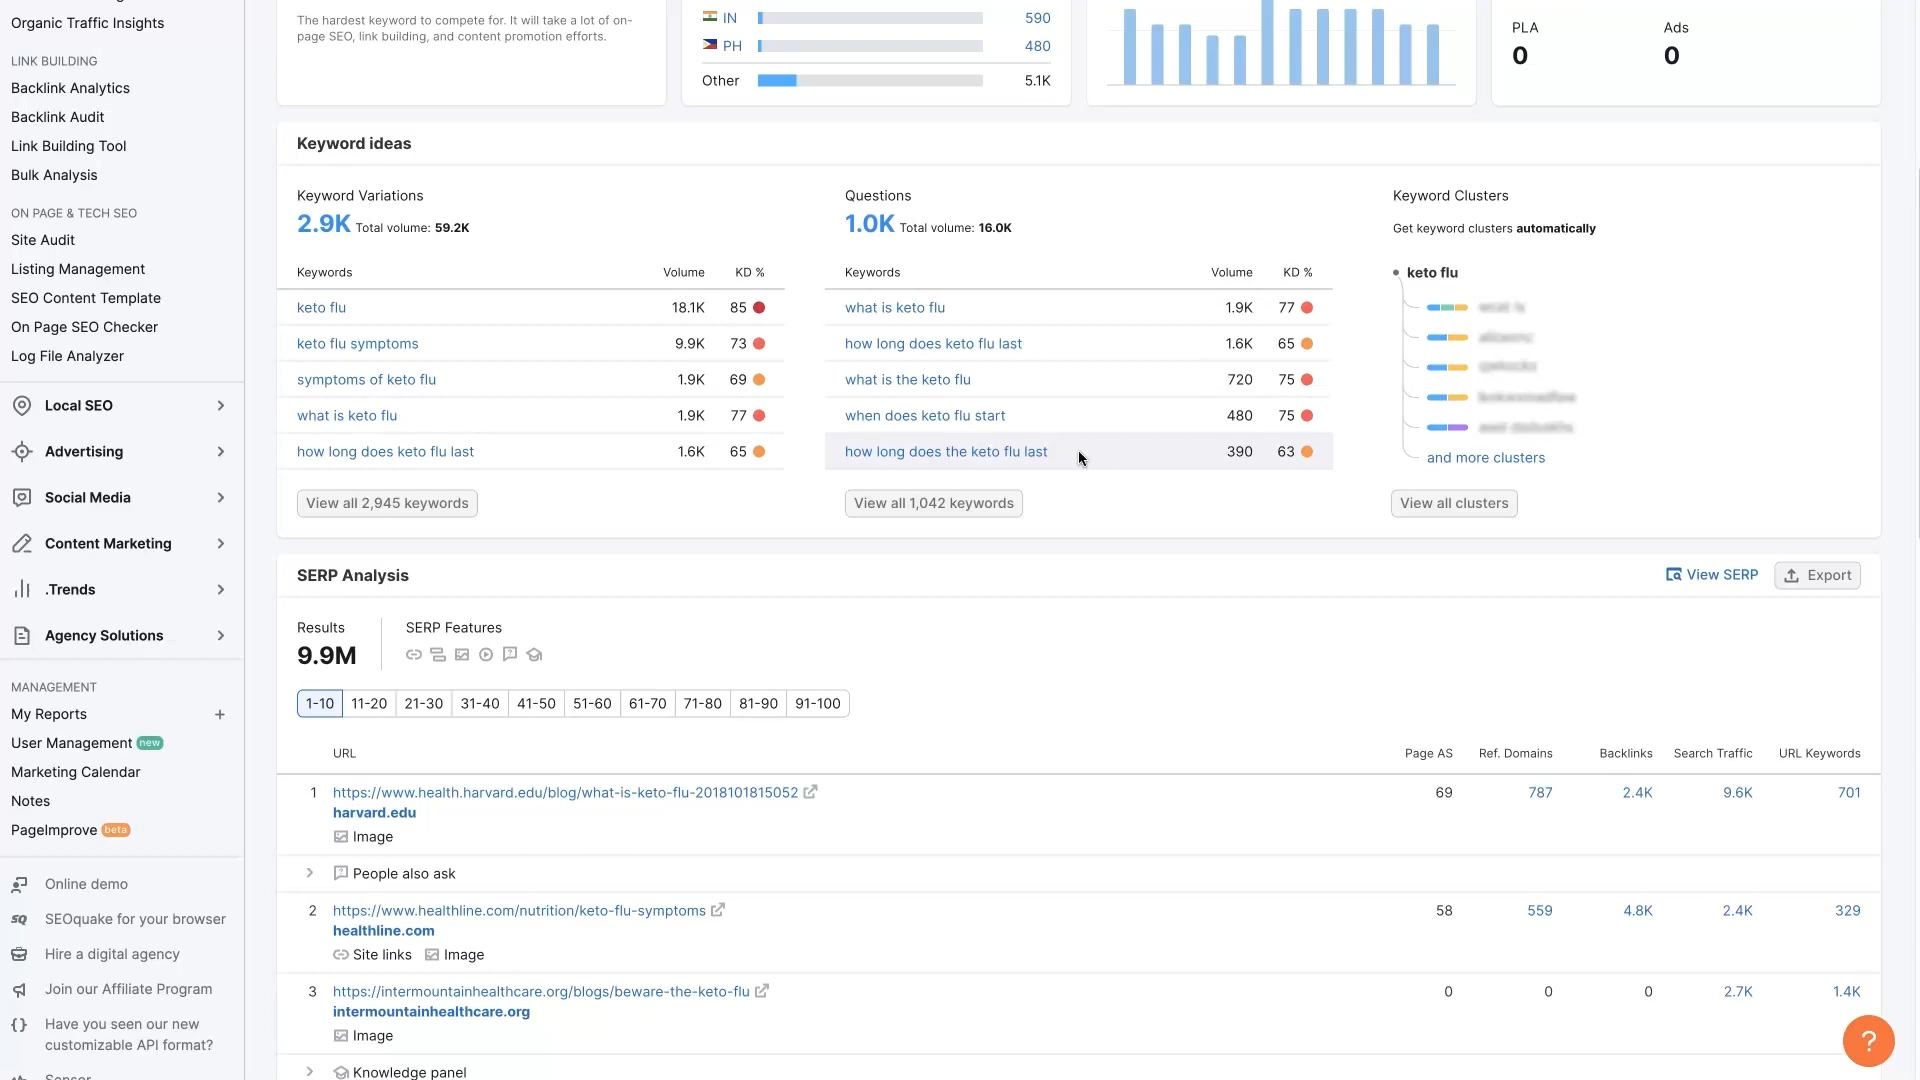 Organic Traffic Insights
LINK BUILDING
Backlink Analytics
Backlink Audit
Link Building Tool
Bulk Analysis
ON PAGE & TECH SEO
Site Audit
Listing Management
SEO Content Template
On Page SEO Checker
Log File Analyzer
Local SEO
Advertising
Social Media
Content Marketing
.Trends
Agency Solutions
MANAGEMENT
My Reports +
User Management new
Marketing Calendar
Notes
PageImprove beta
Online demo
SEOquake for your browser
Hire a digital agency
Join our Affiliate Program
Have you seen our new
customizable API format?
The hardest keyword to compete for. It will take a lot of on-
page SEO, link building, and content promotion efforts.
IN 590
PH 480
Other 5.1K
PLA Ads
0 0
Keyword ideas
Keyword Variations
2.9K Total volume: 59.2K
Keywords Volume KD %
keto flu 18.1K 85
keto flu symptoms 9.9K 73
symptoms of keto flu 1.9K 69
what is keto flu 1.9K 77
how long does keto flu last 1.6K 65
View all 2,945 keywords
Questions
1.0K Total volume: 16.0K
Keywords Volume KD %
what is keto flu 1.9K 77
how long does keto flu last 1.6K 65
what is the keto flu 720 75
when does keto flu start 480 75
how long does the keto flu last 390 63
View all 1,042 keywords
Keyword Clusters
Get keyword clusters automatically
keto flu
and more clusters
View all clusters
SERP Analysis View SERP Export
Results SERP Features
9.9M
1-10 11-20 21-30 31-40 41-50 51-60 61-70 71-80 81-90 91-100
URL Page AS Ref. Domains Backlinks Search Traffic URL Keywords
1 https://www.health.harvard.edu/blog/what-is-keto-flu-2018101815052 69 787 2.4K 9.6K 701
harvard.edu
Image
People also ask
2 https://www.healthline.com/nutrition/keto-flu-symptoms 58 559 4.8K 2.4K 329
healthline.com
Site links Image
3 https://intermountainhealthcare.org/blogs/beware-the-keto-flu 0 0 0 2.7K 1.4K
intermountainhealthcare.org
Image
Knowledge panel
?